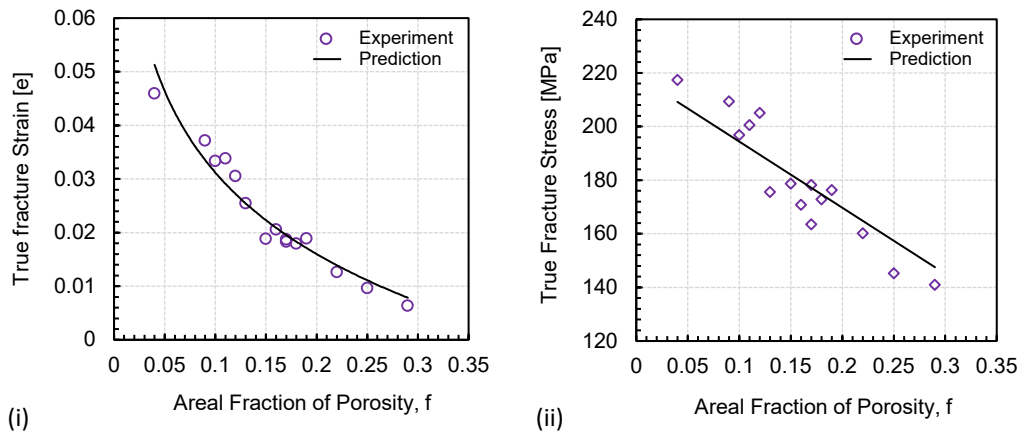 True fracture Strain [e]
0.06
0.05
0.04
0.03
0.02
0.01
0
Experiment
Prediction
0 0.05 0.1 0.15 0.2 0.25 0.3 0.35
Areal Fraction of Porosity, f
(i)
True Fracture Stress [MPa]
240
220
200
180
160
140
120
Experiment
Prediction
0 0.05 0.1 0.15 0.2 0.25 0.3 0.35
Areal Fraction of Porosity, f
(ii)